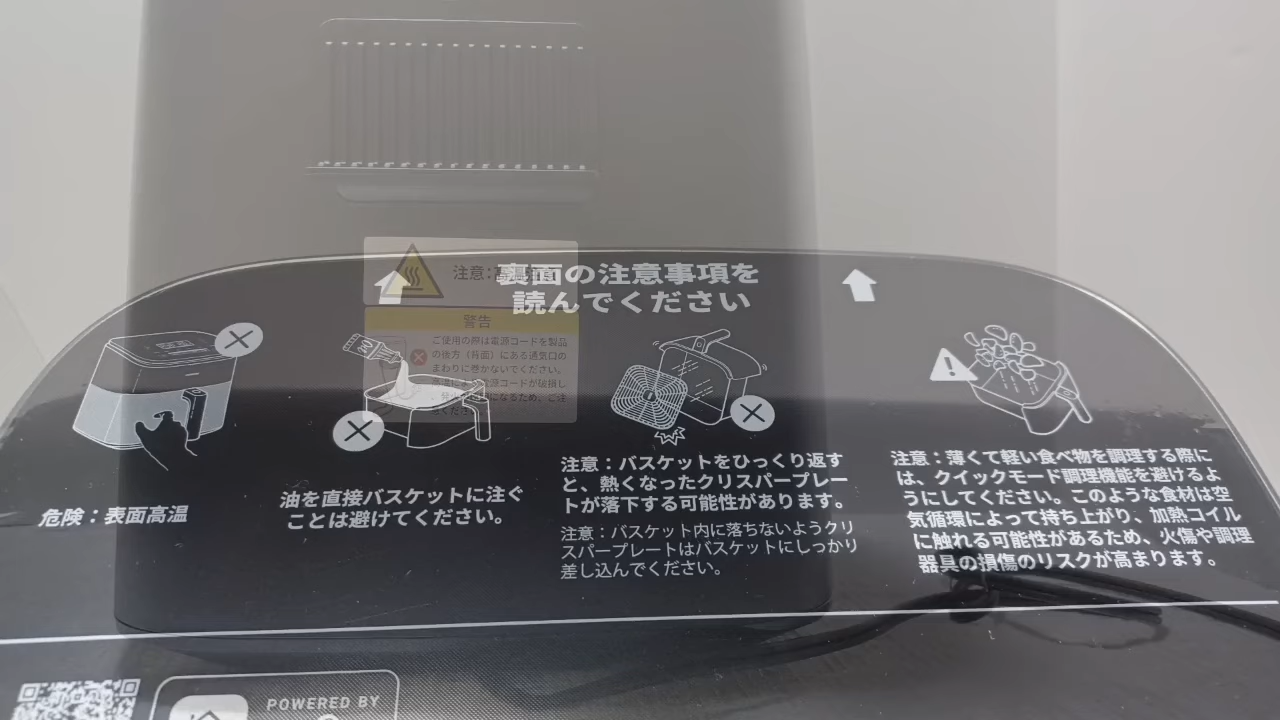 裏面の注意事項を
読んでください
注意:
警告
ご使用の際は電源コードを製品
の後方(背面)にある通気口の
まわりに巻かないでください。
危険:表面高温
油を直接バスケットに注ぐ
ことは避けてください。
注意:バスケットをひっくり返す
と、熱くなったクリスパープレー
トが落下する可能性があります。
注意:バスケット内に落ちないようクリ
スパープレートはバスケットにしっかり
差し込んでください。
注意:薄くて軽い食べ物を調理する際に
は、クイックモード調理機能を避けるよ
うにしてください。このような食材は空
気循環によって持ち上がり、加熱コイル
に触れる可能性があるため、火傷や調理
器具の損傷のリスクが高まります。
POWERED BY